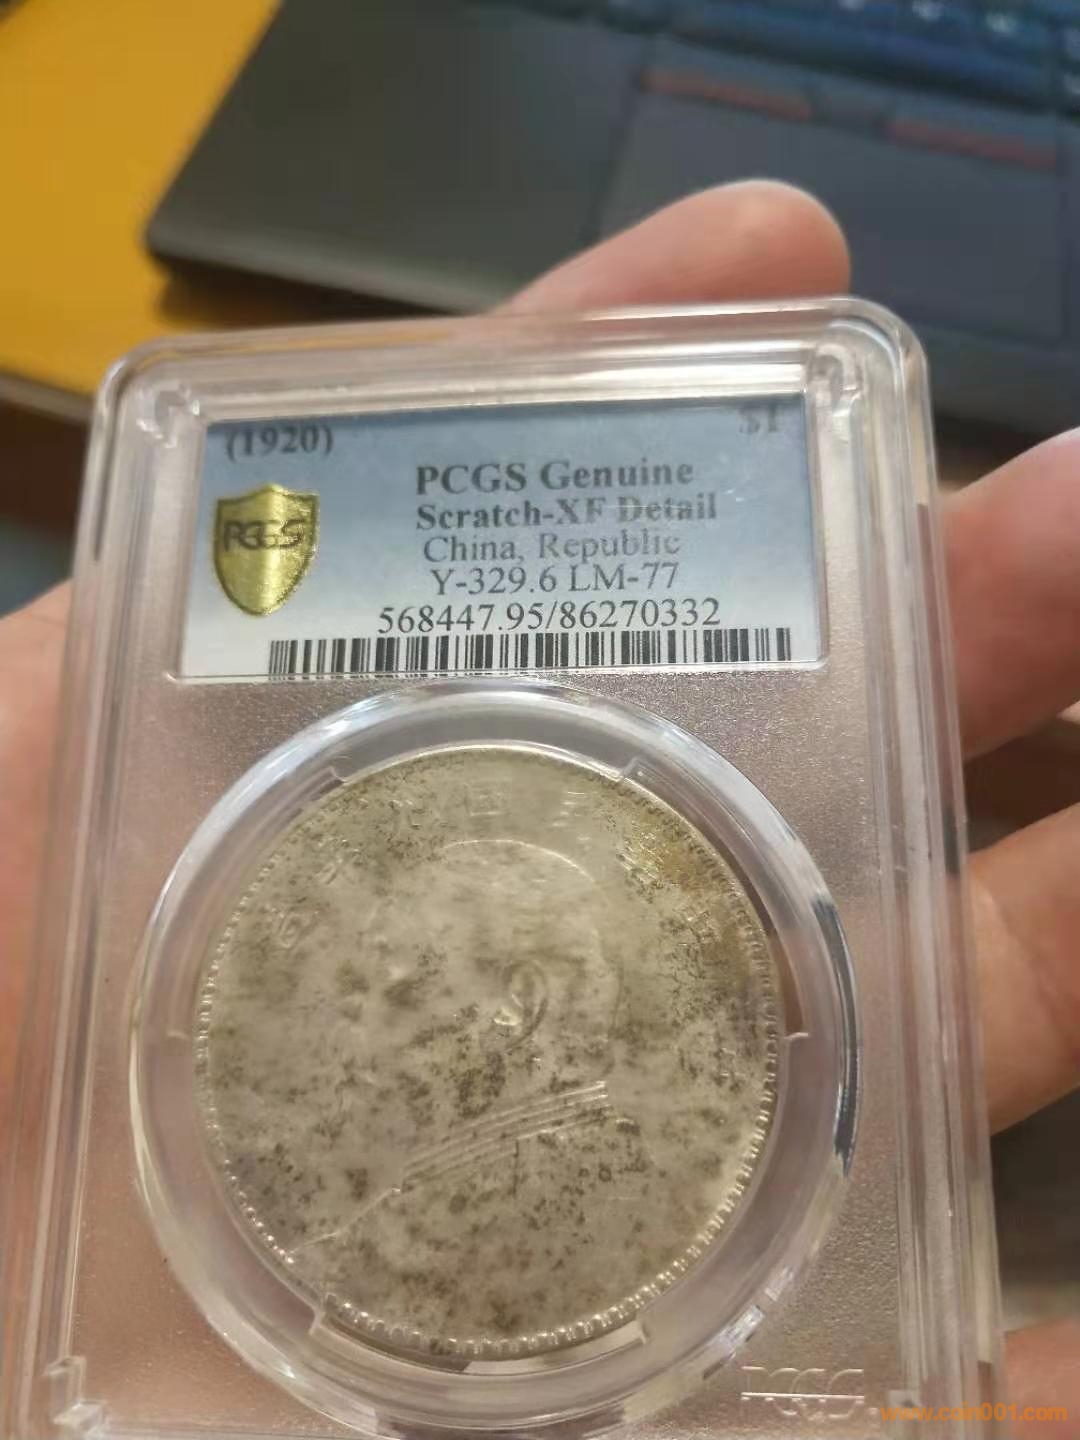 (1920)
$1
PCGS Genuine
PCGS
Scratch-XF Detail
China, Republic
Y-329.6 LM-77
568447.95/86270332
PCGS
www.coin001.com